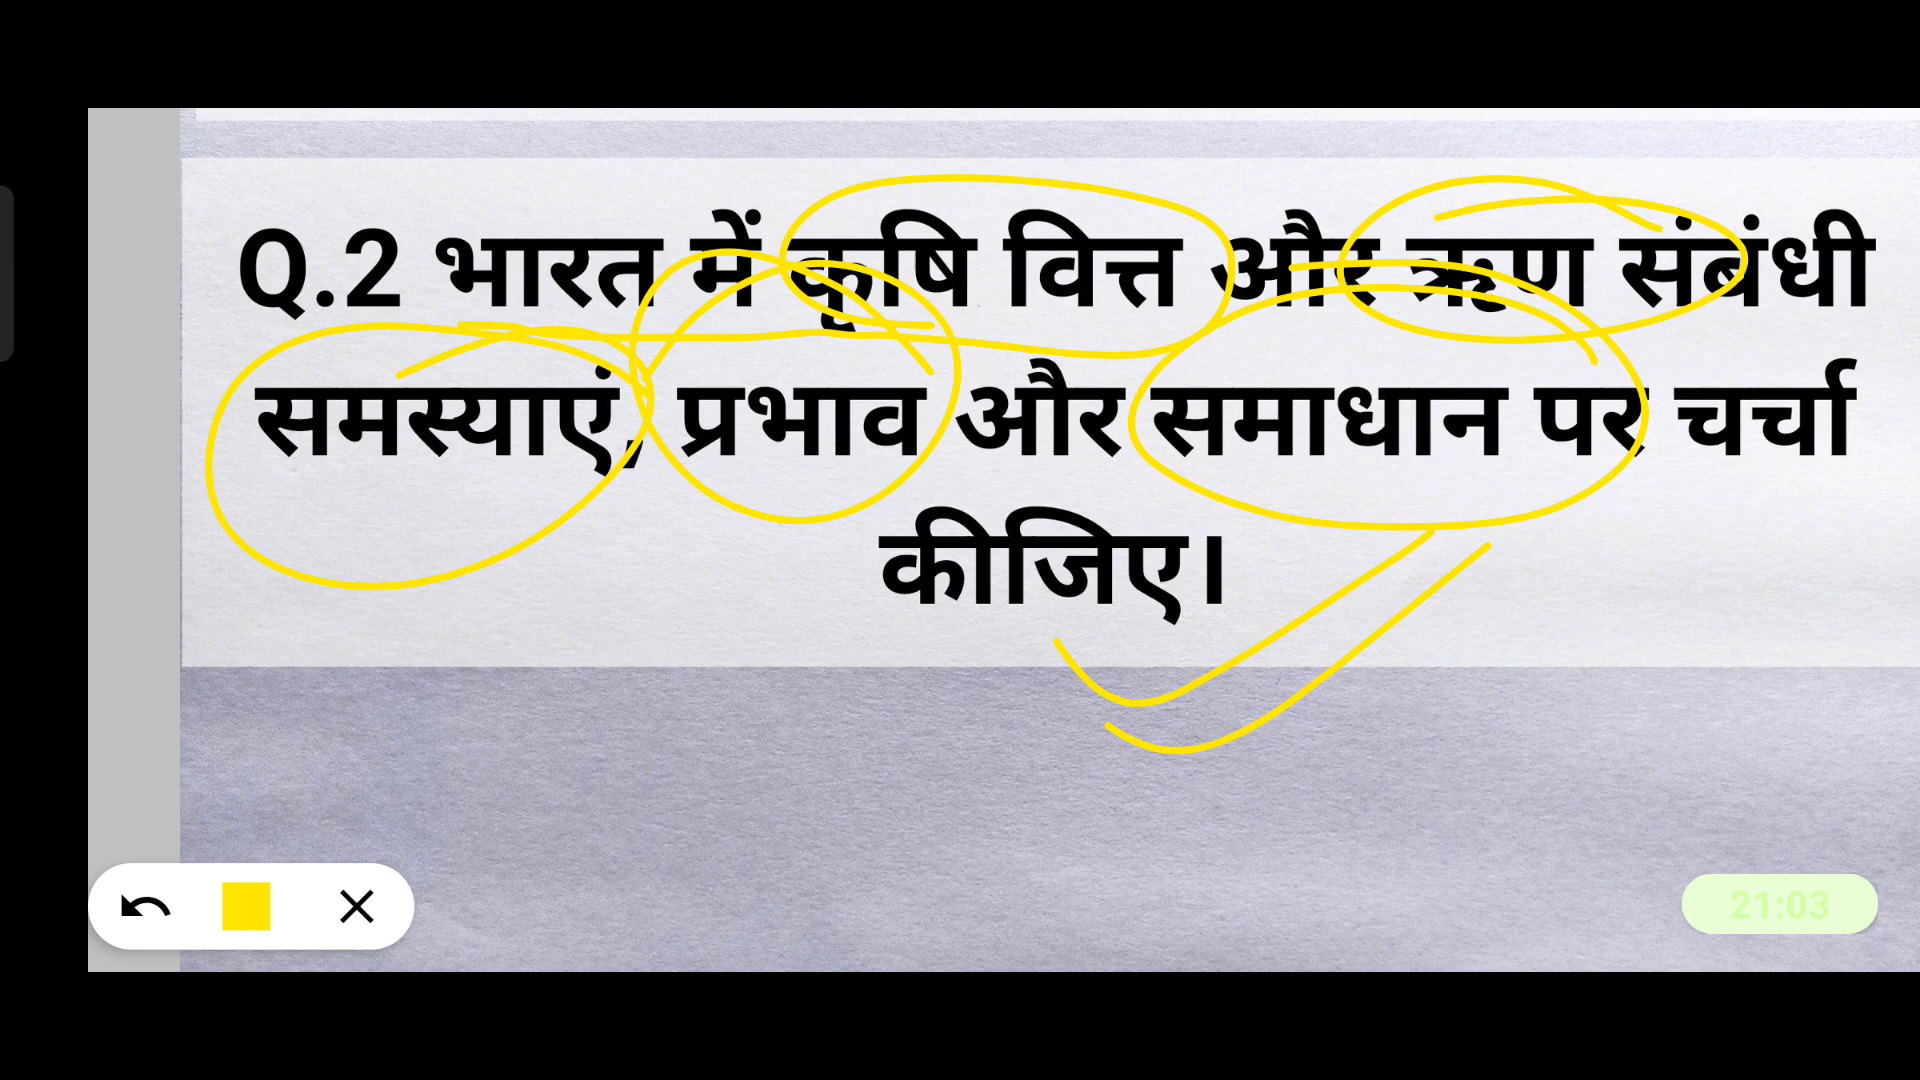 Q.2 भारत में कृषि वित्त और ऋण संबंधी
समस्याएं, प्रभाव और समाधान पर चर्चा
कीजिए।
21:03